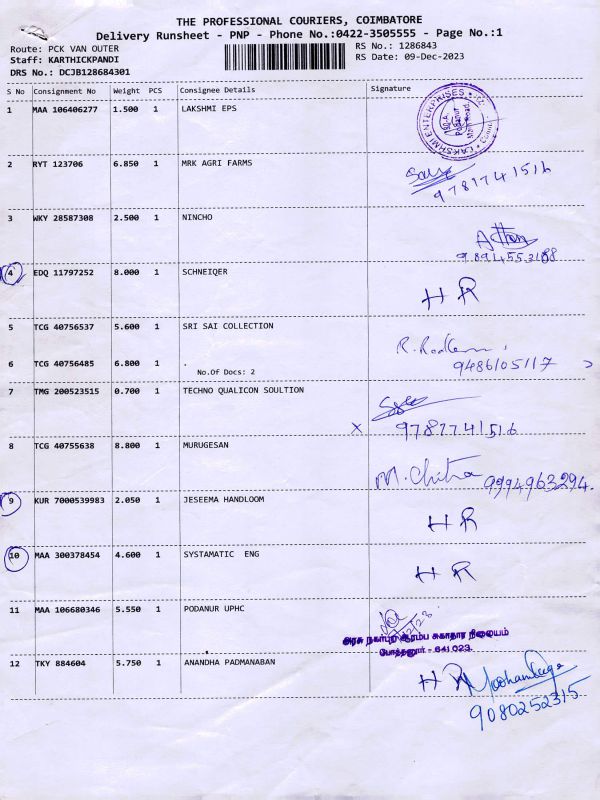 THE PROFESSIONAL COURIERS, COIMBATORE
Delivery Runsheet - PNP - Phone No.:0422-3505555 - Page No.:1
Route: PCK VAN OUTER
RS No.: 1286843
Staff: KARTHICKPANDI
RS Date: 09-Dec-2023
DRS No.: DCJB128684301
S No Consignment No Weight PCS Consignee Details Signature
1 MAA 106406277 1.500 1 LAKSHMI EPS
LAKSHMI ENTERPRISES
2 RYT 123706 6.850 1 MRK AGRI FARMS
9787741516
3 WKY 28587308 2.500 1 NINCHO
4 EDQ 11797252 8.000 1 SCHNEIQER
H R
5 TCG 40756537 5.600 1 SRI SAI COLLECTION
6 TCG 40756485 6.800 1 .
No.Of Docs: 2
9486105117
7 TMG 200523515 0.700 1 TECHNO QUALICON SOULTION
X 9787741516
8 TCG 40755638 8.800 1 MURUGESAN
M. Chitra 9994963294.
9 KUR 7000539983 2.050 1 JESEEMA HANDLOOM
H R
10 MAA 300378454 4.600 1 SYSTAMATIC ENG
H R
11 MAA 106680346 5.550 1 PODANUR UPHC
அரசு நகர்புற ஆரம்ப சுகாதார நிலையம்
போத்தனூர் - 641 023.
12 TKY 884604 5.750 1 ANANDHA PADMANABAN
H R
9080252315